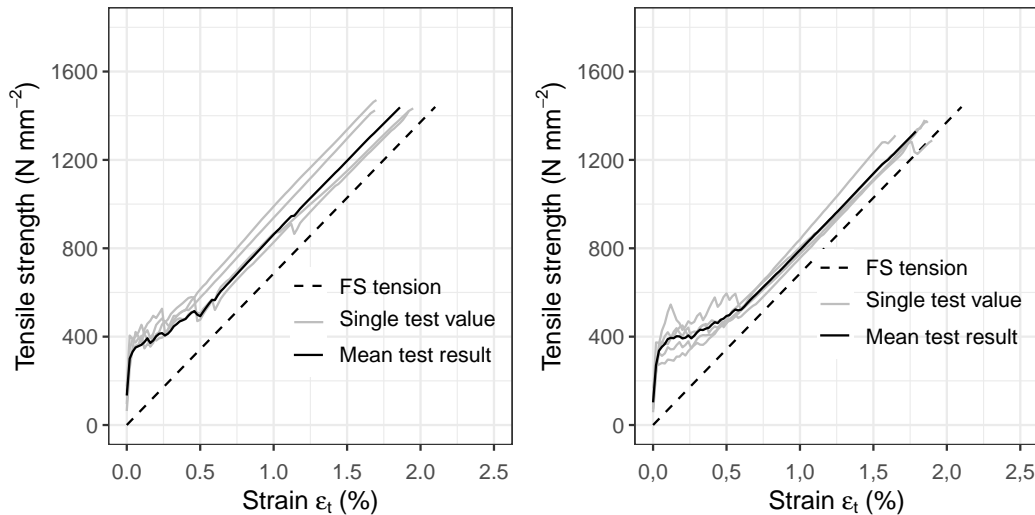 1600
1200
800
400
0
Tensile strength (N mm−2)
FS tension
Single test value
Mean test result
0.0 0.5 1.0 1.5 2.0 2.5
Strain εt (%)
1600
1200
800
400
0
Tensile strength (N mm−2)
FS tension
Single test value
Mean test result
0,0 0,5 1,0 1,5 2,0 2,5
Strain εt (%)